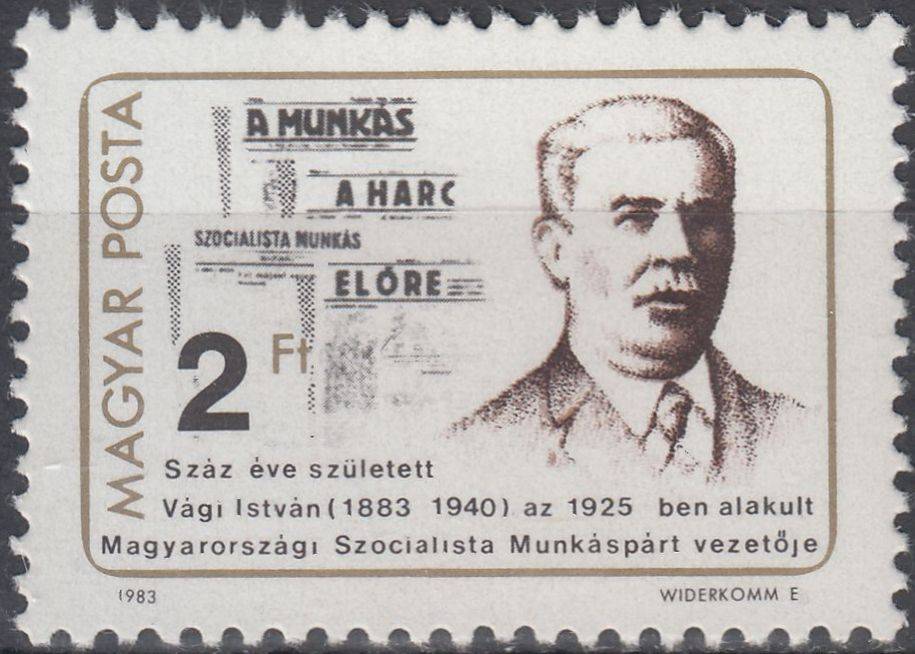 MAGYAR POSTA
A MUNKÁS
A HARC
SZOCIALISTA MUNKÁS
ELŐRE
2 Ft
Száz éve született
Vági István (1883 1940) az 1925 ben alakult
Magyarországi Szocialista Munkáspárt vezetője
1983
WIDERKOMM E